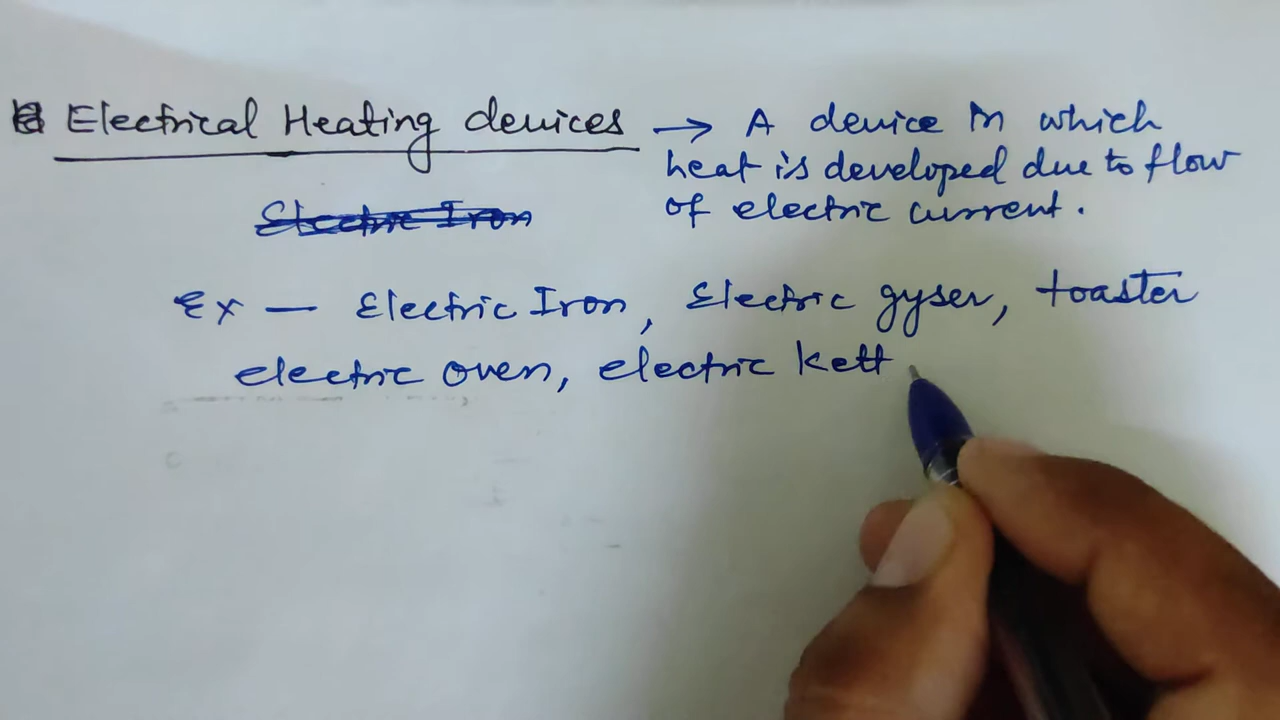 Electrical Heating devices → A device in which
heat is developed due to flow
of electric current.
Electric Iron
Ex — Electric Iron, Electric gyser, toaster
electric oven, electric kett